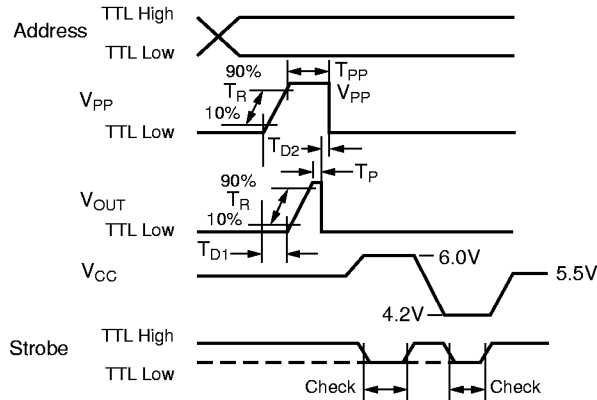 TTL High
Address
TTL Low
90%
TPP
TR
VPP
VPP
10%
TTL Low
TD2
TP
90%
VOUT
TR
10%
TTL Low
TD1
VCC
6.0V
5.5V
4.2V
TTL High
Strobe
TTL Low
Check
Check